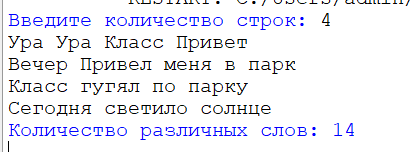 Введите количество строк: 4
Ура Ура Класс Привет
Вечер Привел меня в парк
Класс гугял по парку
Сегодня светило солнце
Количество различных слов: 14